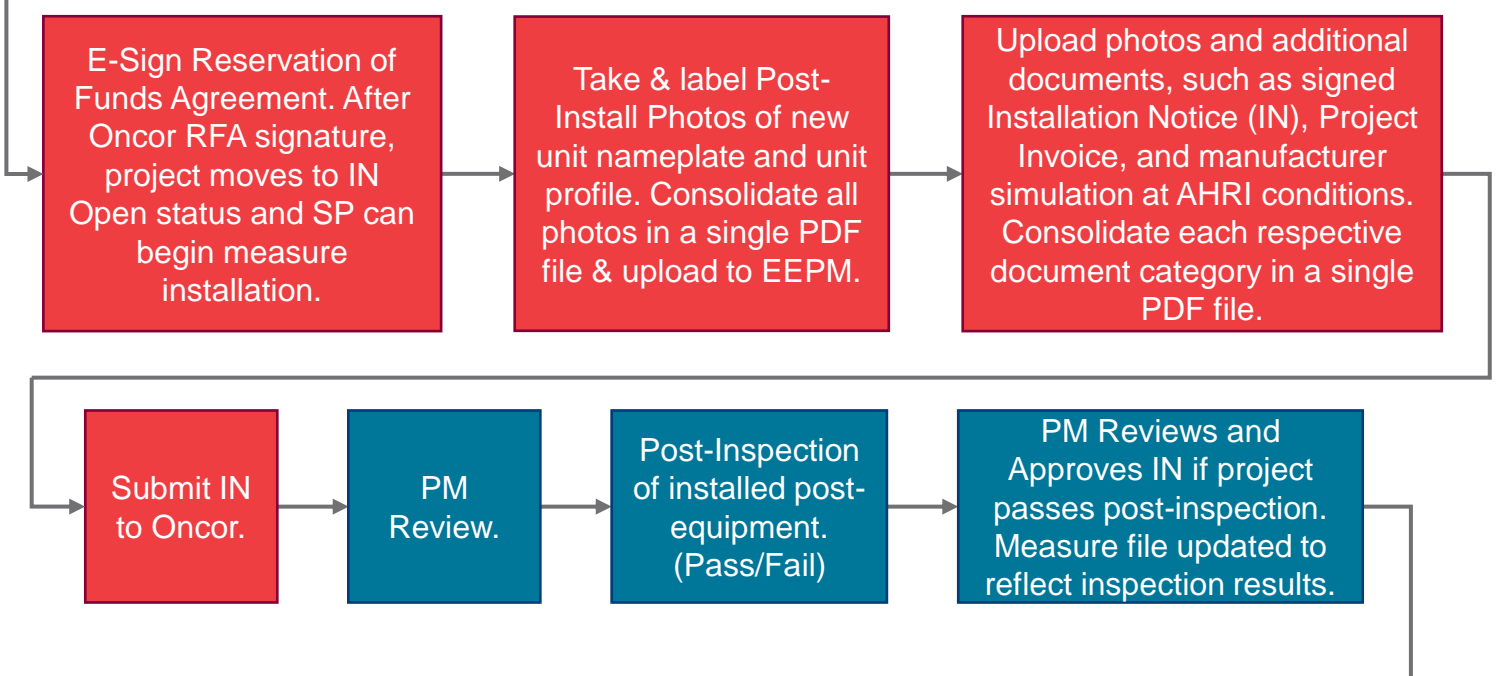 E-Sign Reservation of
Funds Agreement. After
Oncor RFA signature,
project moves to IN
Open status and SP can
begin measure
installation.
Take & label Post-
Install Photos of new
unit nameplate and unit
profile. Consolidate all
photos in a single PDF
file & upload to EEPM.
Upload photos and additional
documents, such as signed
Installation Notice (IN), Project
Invoice, and manufacturer
simulation at AHRI conditions.
Consolidate each respective
document category in a single
PDF file.
Submit IN
to Oncor.
PM
Review.
Post-Inspection
of installed post-
equipment.
(Pass/Fail)
PM Reviews and
Approves IN if project
passes post-inspection.
Measure file updated to
reflect inspection results.